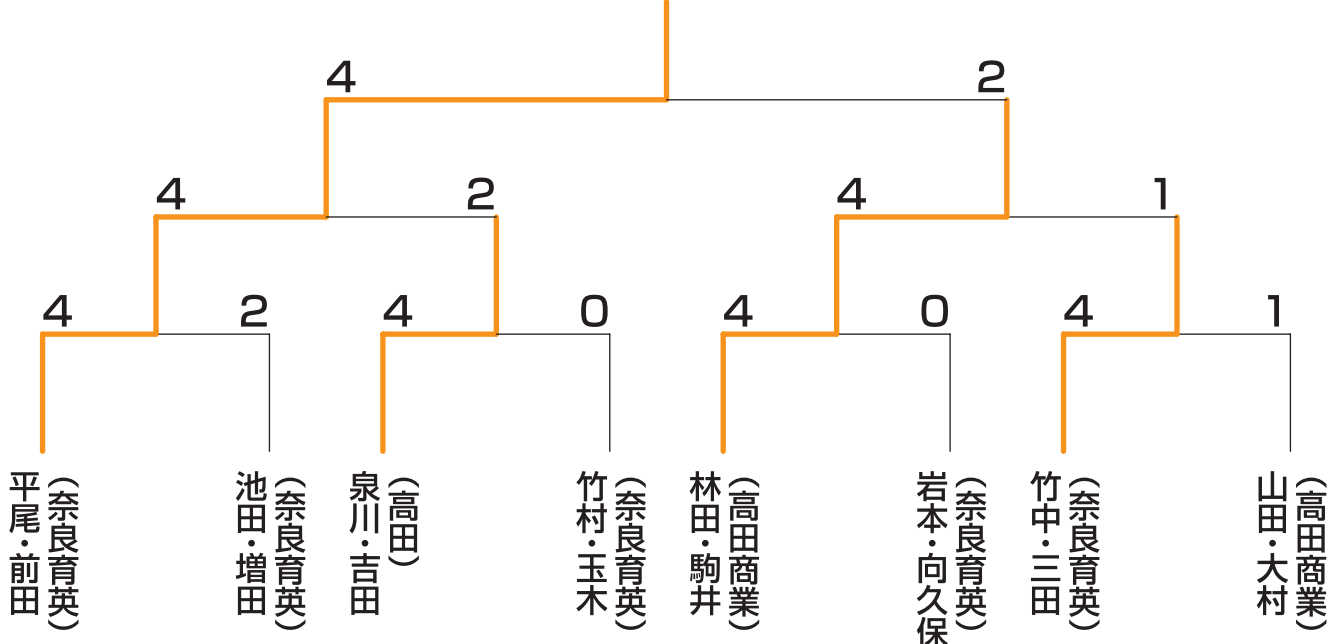 4
2
4
2
4
1
4
2
4
0
4
0
4
1
平尾・前田
（奈良育英）
池田・増田
（奈良育英）
泉川・吉田
（高田）
竹村・玉木
（奈良育英）
林田・駒井
（高田商業）
岩本・向久保
（奈良育英）
竹中・三田
（奈良育英）
山田・大村
（高田商業）